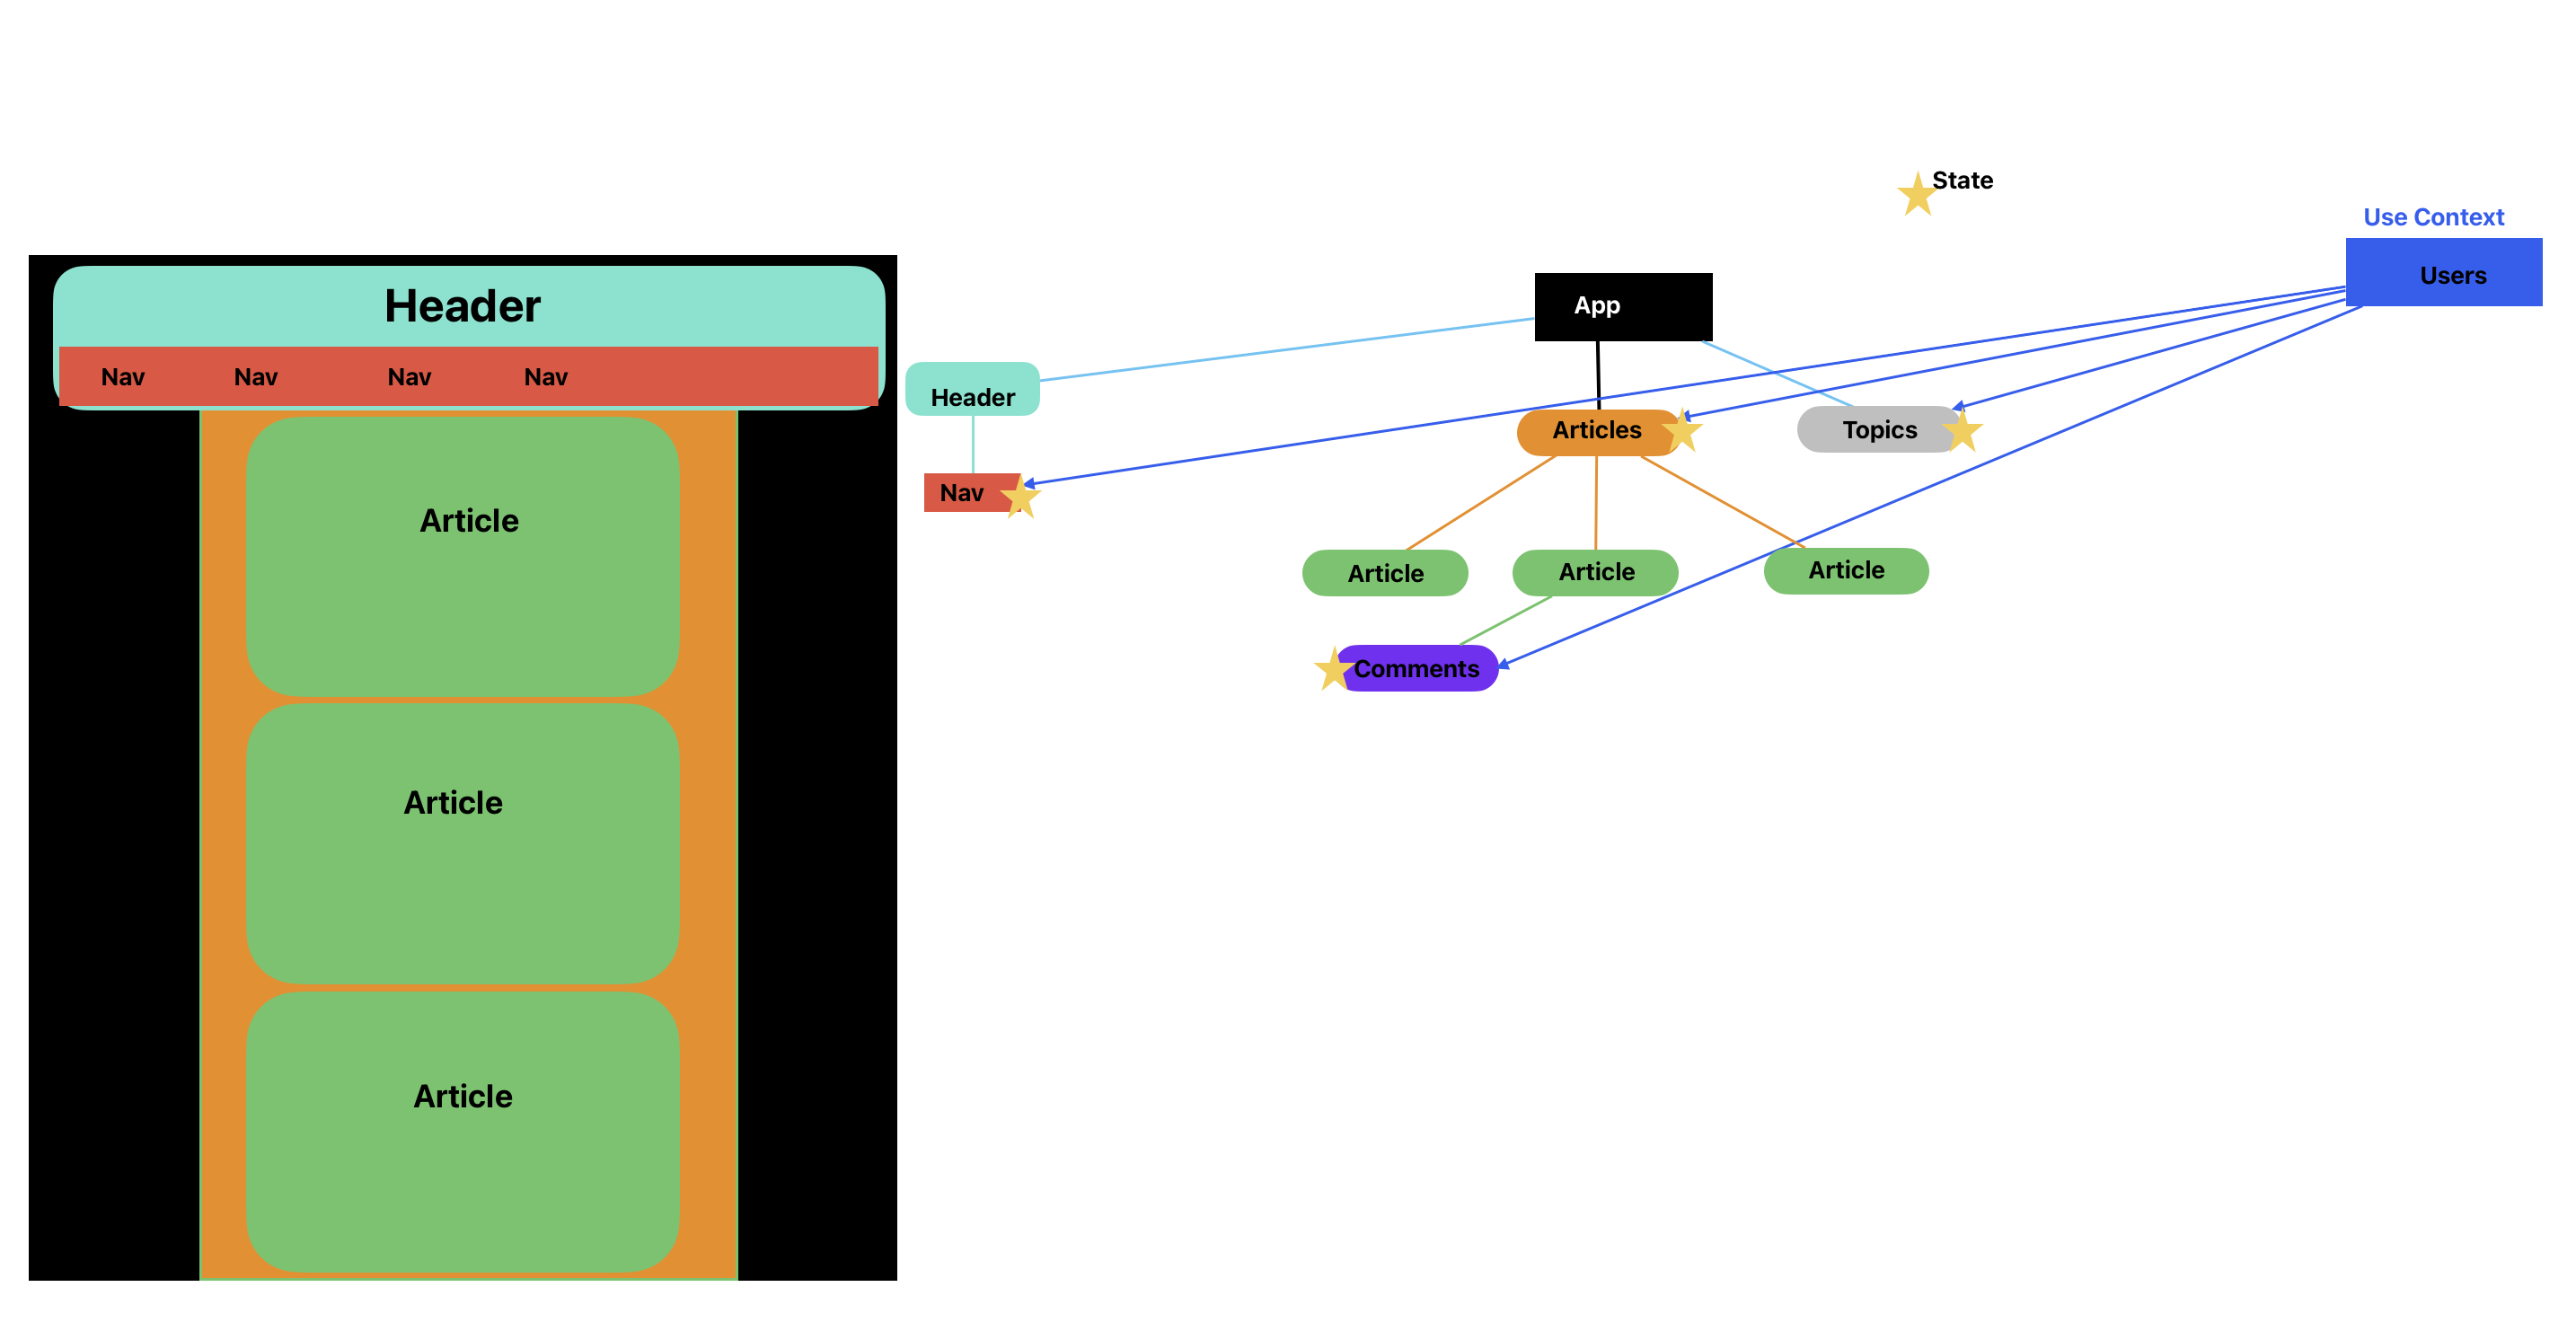 Header
Nav Nav Nav Nav
Article
Article
Article
State
Use Context
Users
App
Header
Articles
Topics
Nav
Article
Article
Article
Comments